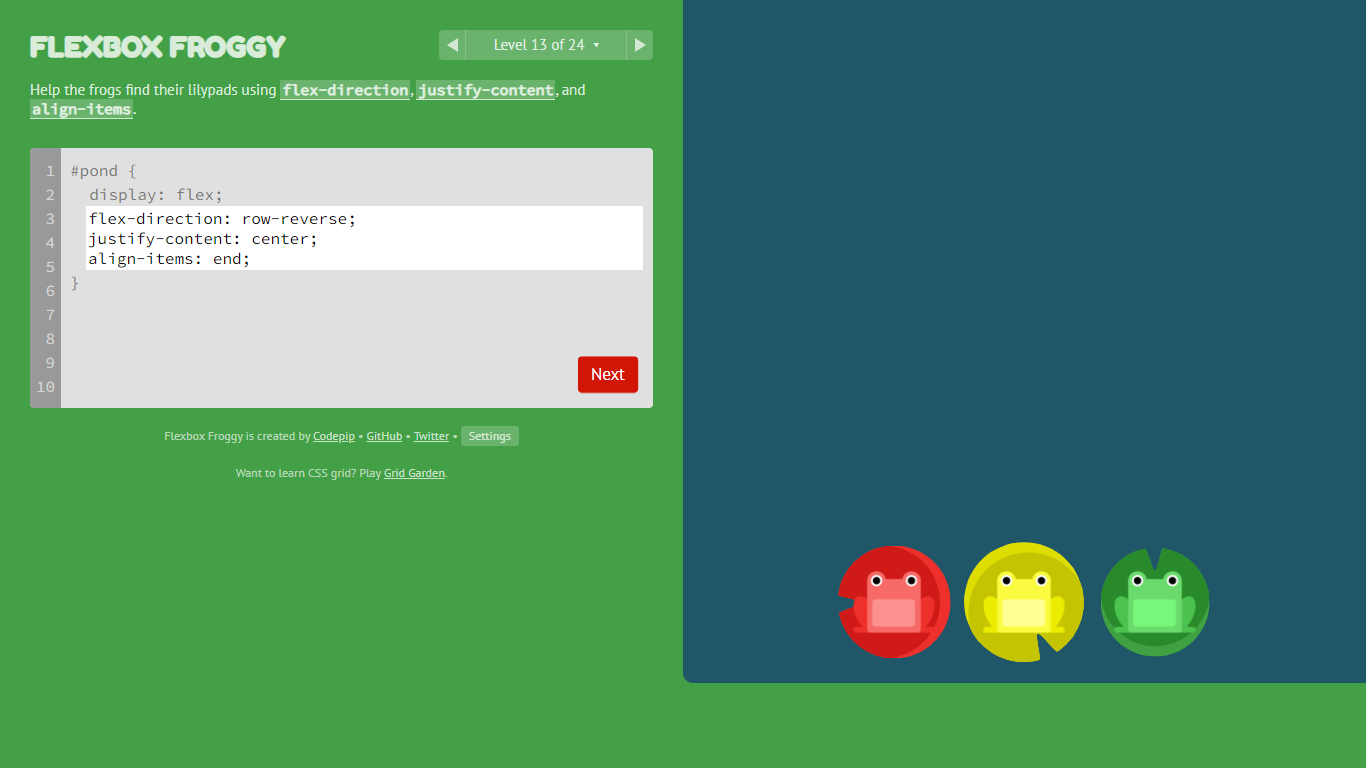 FLEXBOX FROGGY
Level 13 of 24
Help the frogs find their lilypads using flex-direction, justify-content, and
align-items.
1 #pond {
2 display: flex;
3 flex-direction: row-reverse;
4 justify-content: center;
5 align-items: end;
6 }
7
8
9
10
Next
Flexbox Froggy is created by Codepip • GitHub • Twitter • Settings
Want to learn CSS grid? Play Grid Garden.